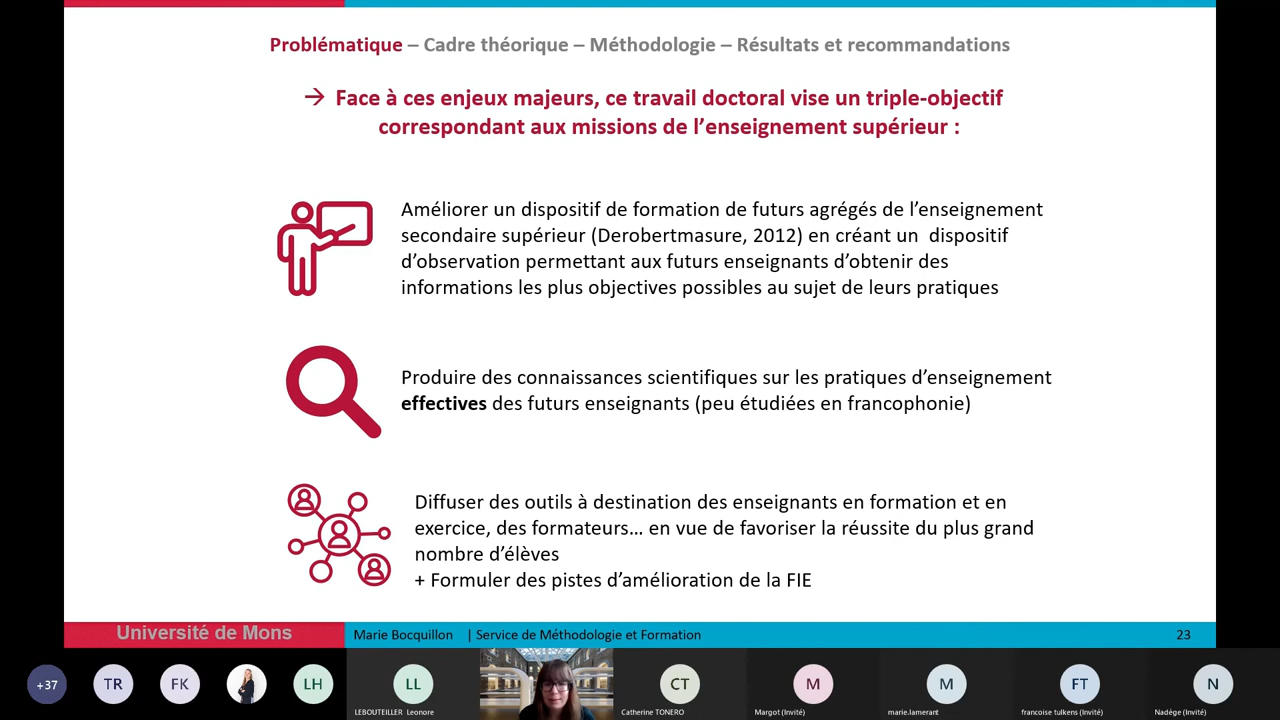 Problématique – Cadre théorique – Méthodologie – Résultats et recommandations
→ Face à ces enjeux majeurs, ce travail doctoral vise un triple-objectif
correspondant aux missions de l’enseignement supérieur :
Améliorer un dispositif de formation de futurs agrégés de l’enseignement
secondaire supérieur (Derobertmasure, 2012) en créant un dispositif
d’observation permettant aux futurs enseignants d’obtenir des
informations les plus objectives possibles au sujet de leurs pratiques
Produire des connaissances scientifiques sur les pratiques d’enseignement
effectives des futurs enseignants (peu étudiées en francophonie)
Diffuser des outils à destination des enseignants en formation et en
exercice, des formateurs… en vue de favoriser la réussite du plus grand
nombre d’élèves
+ Formuler des pistes d’amélioration de la FIE
Université de Mons
Marie Bocquillon | Service de Méthodologie et Formation 23
+37 TR FK LH LL CT M M FT N
LEBOUTEILLER Leonore Catherine TONERO Margot (Invité) marie.lamerant francoise tulkens (Invité) Nadège (Invité)